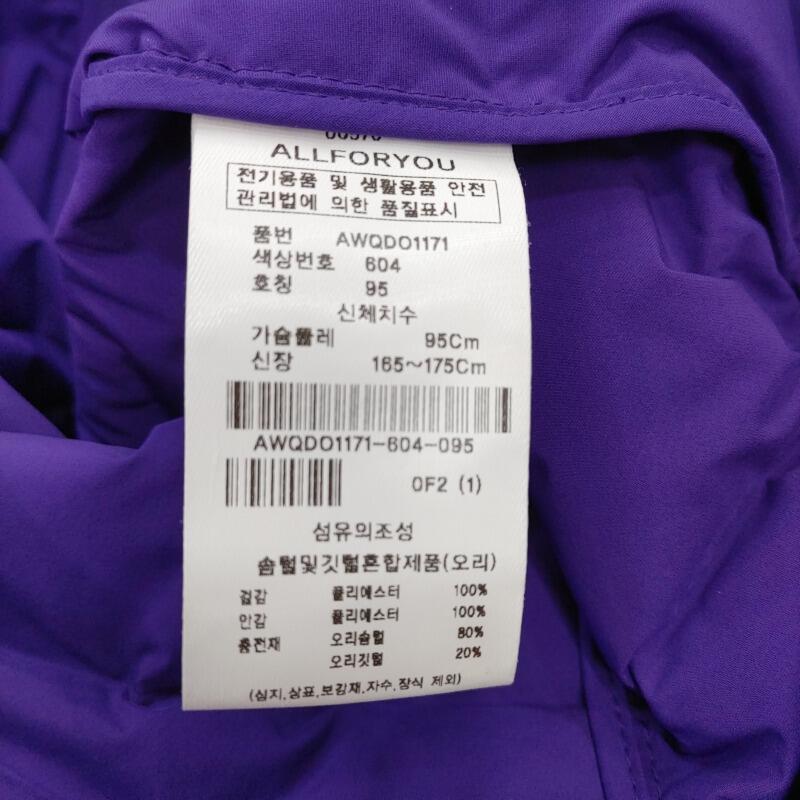 00570
ALLFORYOU
전기용품 및 생활용품 안전
관리법에 의한 품질표시
품번 AWQDO1171
색상번호 604
호칭 95
신체치수
가슴둘레 95Cm
신장 165~175Cm
AWQDO1171-604-095
OF2 (1)
섬유의조성
솜털및깃털혼합제품(오리)
겉감 폴리에스터 100%
안감 폴리에스터 100%
충전재 오리솜털 80%
오리깃털 20%
(심지,상표,보강재,자수,장식 제외)